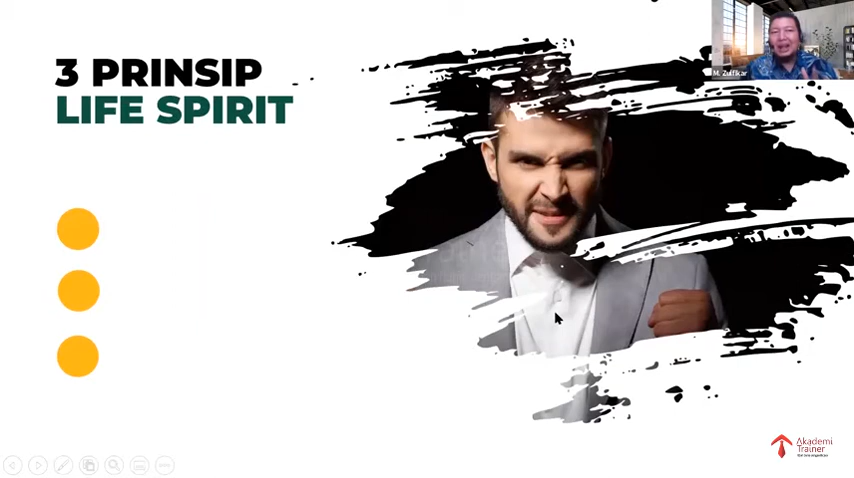 3 PRINSIP
LIFE SPIRIT
M. Zulfikar
Akademi
Trainer